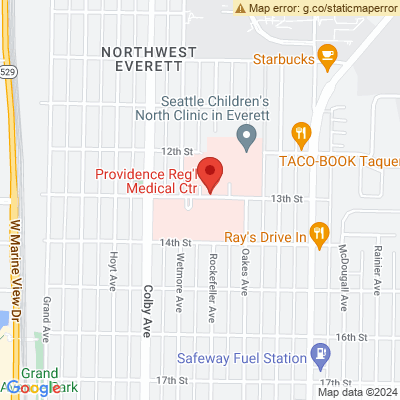 Map error: g.co/staticmaperror
NORTHWEST
EVERETT
Starbucks
529
Seattle Children's
North Clinic in Everett
12th St
TACO-BOOK Taquer
Providence Reg'l
Medical Ctr
13th St
Ray's Drive In
14th St
W Marine View Dr
Grand Ave
Hoyt Ave
Colby Ave
Wetmore Ave
Rockefeller Ave
Oakes Ave
McDougall Ave
Rainier Ave
16th St
Safeway Fuel Station
Grand
Avenue Park
17th St
17th St
Google
Map data ©2024